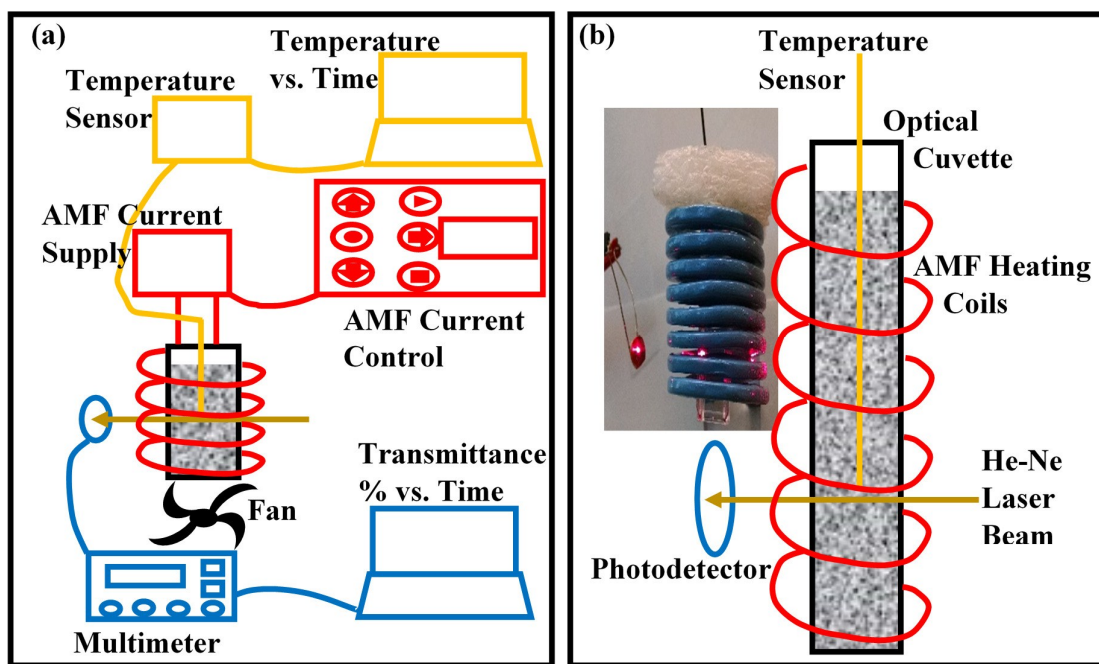 (a)
Temperature
vs. Time
Temperature
Sensor
AMF Current
Supply
AMF Current
Control
Transmittance
% vs. Time
Fan
Multimeter
(b)
Temperature
Sensor
Optical
Cuvette
AMF Heating
Coils
He-Ne
Laser
Beam
Photodetector